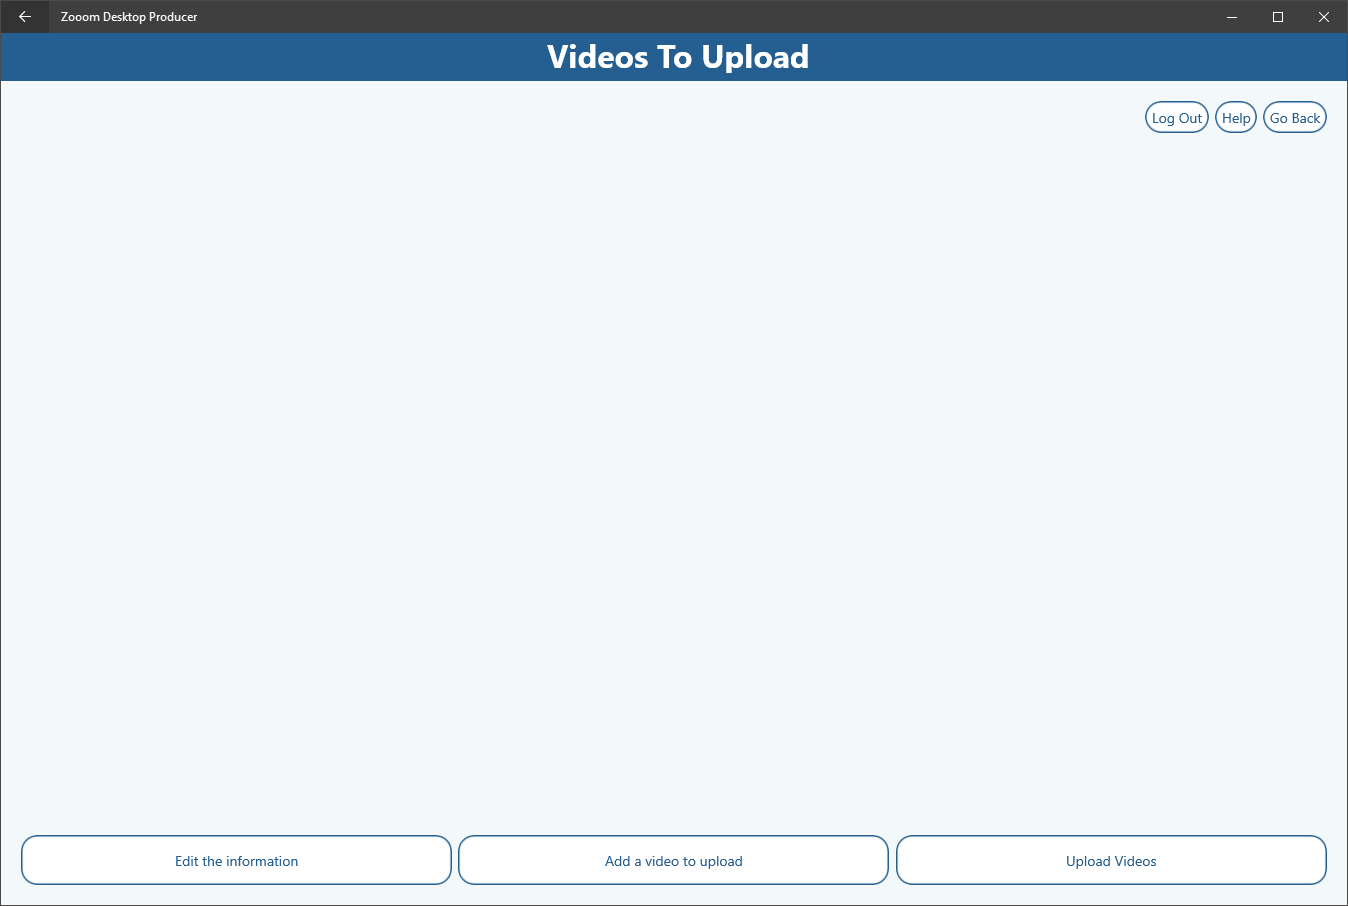 Zooom Desktop Producer
Videos To Upload
Log Out Help Go Back
Edit the information Add a video to upload Upload Videos